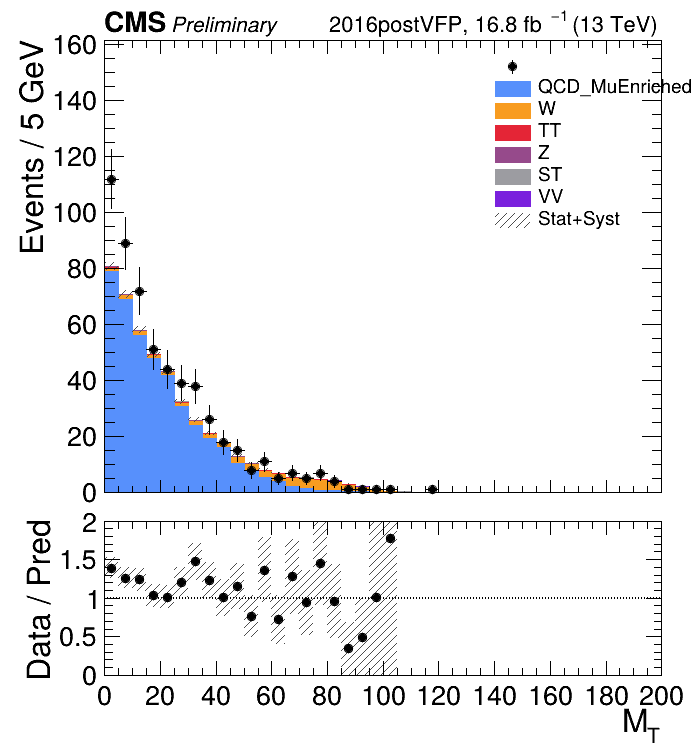 CMS Preliminary 2016postVFP, 16.8 fb⁻¹ (13 TeV)
Events / 5 GeV
160
140
120
100
80
60
40
20
0
QCD_MuEnriched
W
TT
Z
ST
VV
Stat+Syst
Data / Pred
2
1.5
1
0.5
0
0 20 40 60 80 100 120 140 160 180 200
M_T